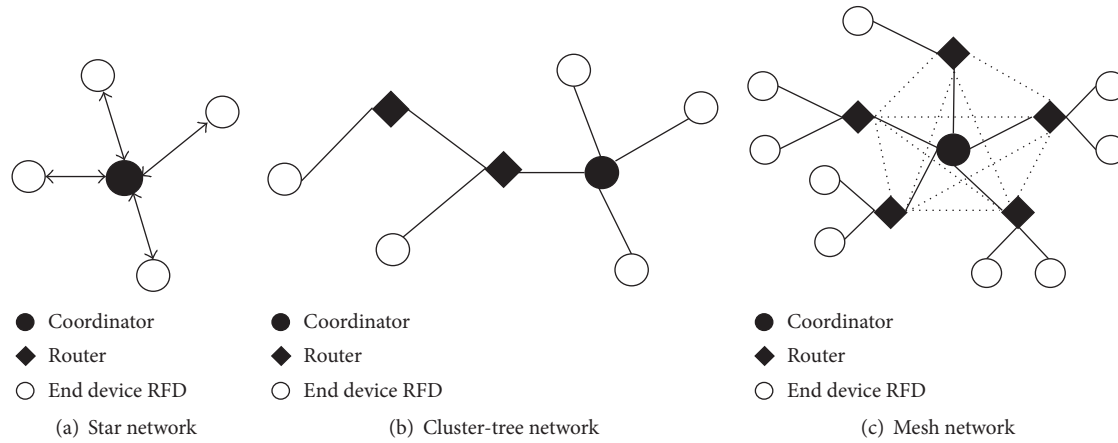 Coordinator
Router
End device RFD
(a) Star network
Coordinator
Router
End device RFD
(b) Cluster-tree network
Coordinator
Router
End device RFD
(c) Mesh network